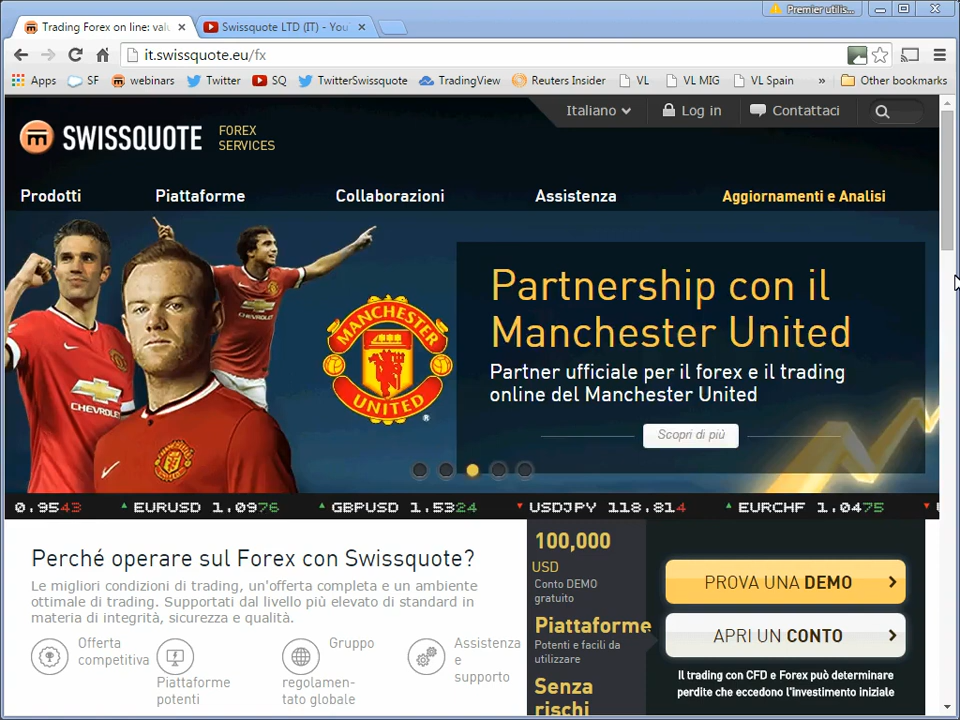 Premier utilis...
Trading Forex on line: valu
Swissquote LTD (IT) - You
it.swissquote.eu/fx
Apps SF webinars Twitter SQ TwitterSwissquote TradingView Reuters Insider VL VL MIG VL Spain » Other bookmarks
Italiano Log in Contattaci
SWISSQUOTE FOREX
SERVICES
Prodotti Piattaforme Collaborazioni Assistenza Aggiornamenti e Analisi
Partnership con il
Manchester United
Partner ufficiale per il forex e il trading
online del Manchester United
Scopri di più
MANCHESTER
UNITED
CHEVROLET
CHEVROLET
0.9543 EURUSD 1.0976 GBPUSD 1.5324 USDJPY 118.814 EURCHF 1.0475
Perché operare sul Forex con Swissquote?
Le migliori condizioni di trading, un'offerta completa e un ambiente
ottimale di trading. Supportati dal livello più elevato di standard in
materia di integrità, sicurezza e qualità.
Offerta
competitiva
Piattaforme
potenti
Gruppo
regolamen-
tato globale
Assistenza
e
supporto
100,000
USD
Conto DEMO
gratuito
Piattaforme
Potenti e facili da
utilizzare
Senza
rischi
PROVA UNA DEMO
APRI UN CONTO
Il trading con CFD e Forex può determinare
perdite che eccedono l'investimento iniziale